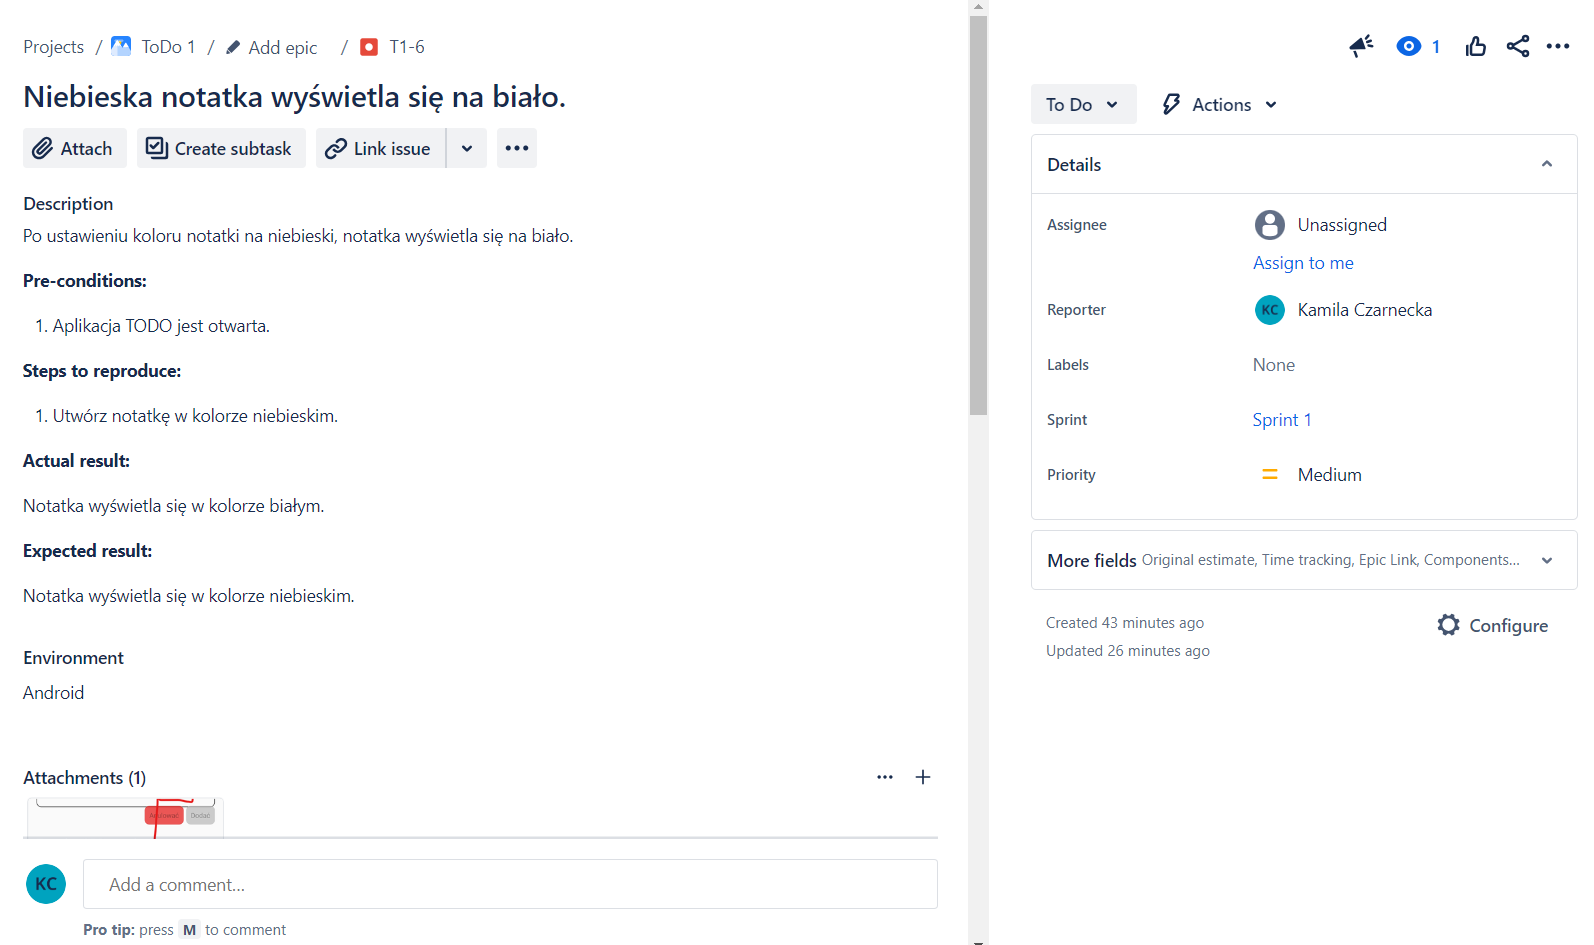 Projects / ToDo 1 / Add epic / T1-6
Niebieska notatka wyświetla się na biało.
Attach Create subtask Link issue
Description
Po ustawieniu koloru notatki na niebieski, notatka wyświetla się na biało.
Pre-conditions:
1. Aplikacja TODO jest otwarta.
Steps to reproduce:
1. Utwórz notatkę w kolorze niebieskim.
Actual result:
Notatka wyświetla się w kolorze białym.
Expected result:
Notatka wyświetla się w kolorze niebieskim.
Environment
Android
Attachments (1)
Dodać
KC Add a comment...
Pro tip: press M to comment
1
To Do Actions
Details
Assignee Unassigned
Assign to me
Reporter KC Kamila Czarnecka
Labels None
Sprint Sprint 1
Priority Medium
More fields Original estimate, Time tracking, Epic Link, Components...
Created 43 minutes ago Configure
Updated 26 minutes ago